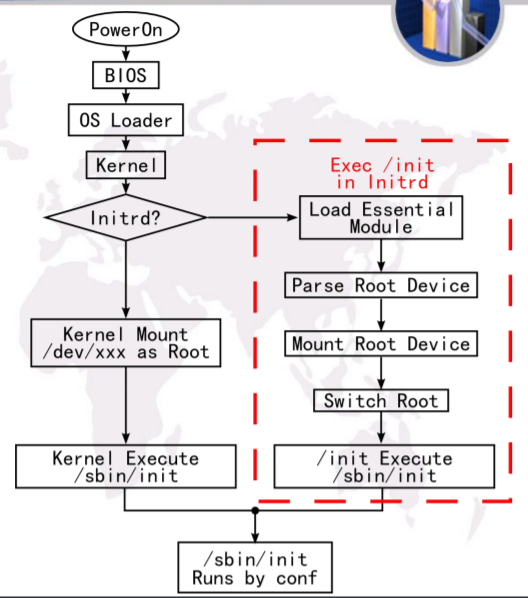 PowerOn
BIOS
OS Loader
Kernel
Initrd?
Kernel Mount
/dev/xxx as Root
Kernel Execute
/sbin/init
Exec /init
in Initrd
Load Essential
Module
Parse Root Device
Mount Root Device
Switch Root
/init Execute
/sbin/init
/sbin/init
Runs by conf